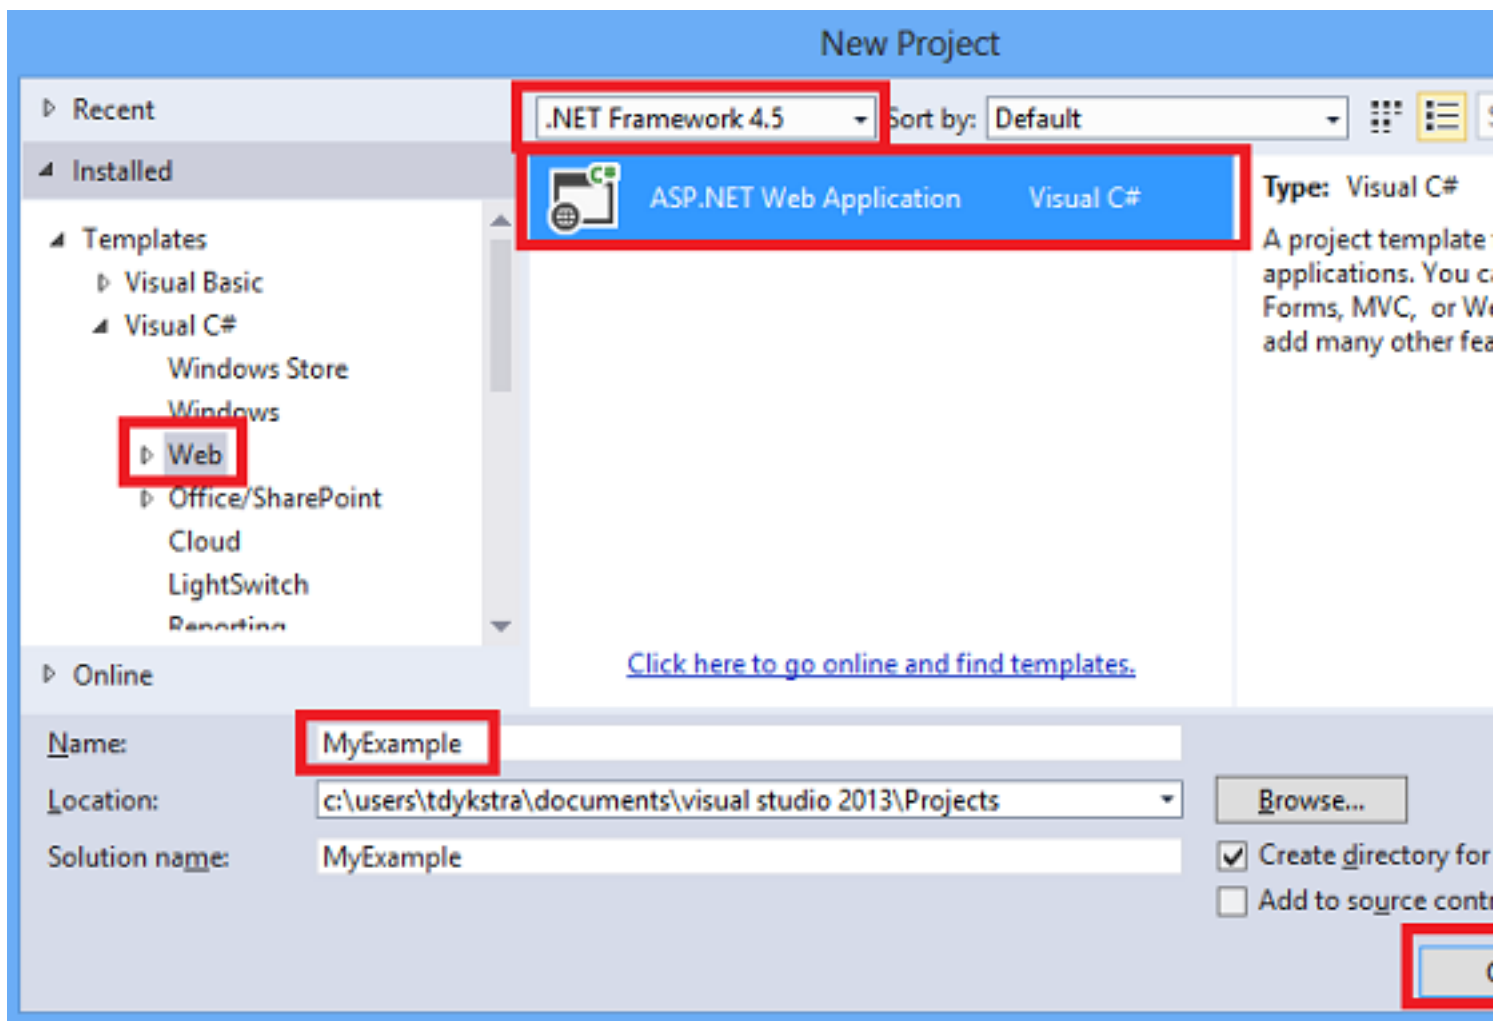 New Project
Recent
Installed
Templates
Visual Basic
Visual C#
Windows Store
Windows
Web
Office/SharePoint
Cloud
LightSwitch
Reporting
Online
.NET Framework 4.5
Sort by: Default
C#
ASP.NET Web Application Visual C#
Click here to go online and find templates.
Type: Visual C#
A project template
applications. You
Forms, MVC, or
add many other
Name: MyExample
Location: c:\users\tdykstra\documents\visual studio 2013\Projects
Browse...
Solution name: MyExample
Create directory for
Add to source